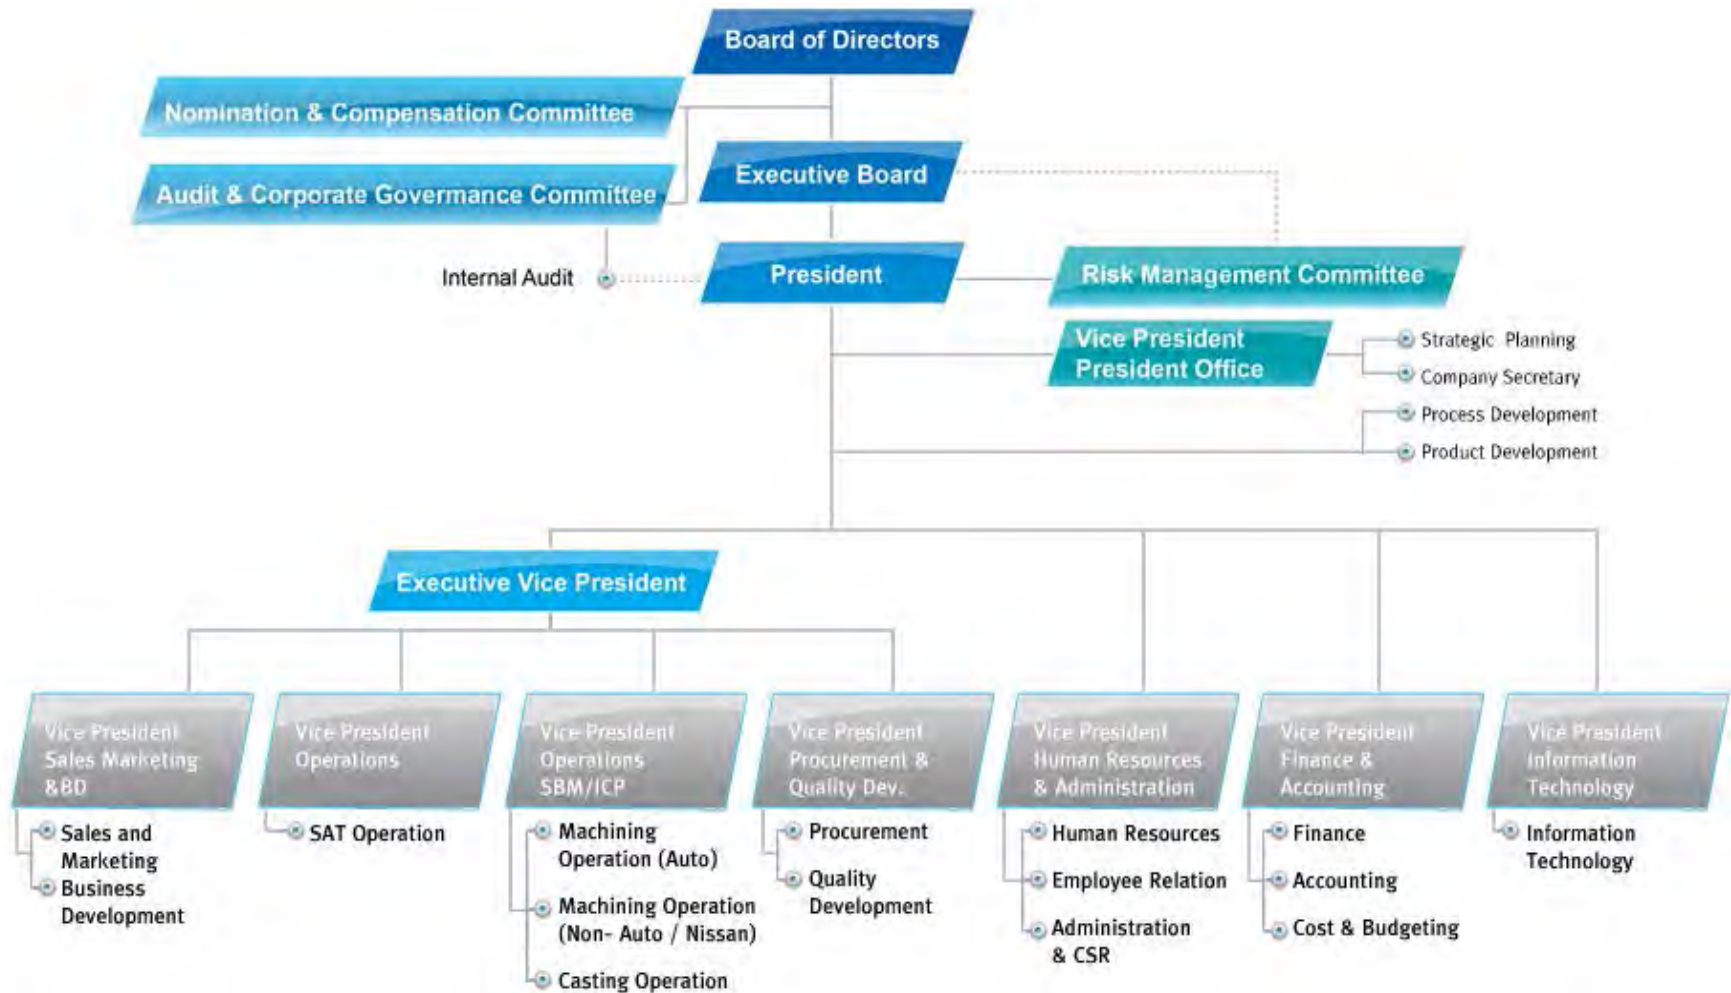 Board of Directors
Nomination & Compensation Committee
Executive Board
Audit & Corporate Govermance Committee
Internal Audit
President
Risk Management Committee
Vice President
President Office
Strategic Planning
Company Secretary
Process Development
Product Development
Executive Vice President
Vice President
Sales Marketing
&BD
Sales and
Marketing
Business
Development
Vice President
Operations
SAT Operation
Vice President
Operations
SBM/ICP
Machining
Operation (Auto)
Machining Operation
(Non- Auto / Nissan)
Casting Operation
Vice President
Procurement &
Quality Dev.
Procurement
Quality
Development
Vice President
Human Resources
& Administration
Human Resources
Employee Relation
Administration
& CSR
Vice President
Finance &
Accounting
Finance
Accounting
Cost & Budgeting
Vice President
Information
Technology
Information
Technology